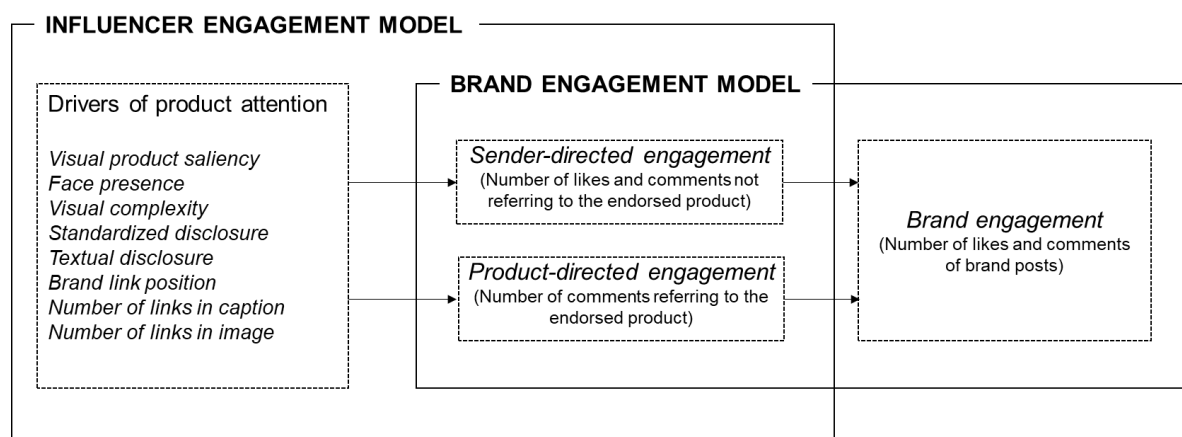 INFLUENCER ENGAGEMENT MODEL
BRAND ENGAGEMENT MODEL
Drivers of product attention
Visual product saliency
Face presence
Visual complexity
Standardized disclosure
Textual disclosure
Brand link position
Number of links in caption
Number of links in image
Sender-directed engagement
(Number of likes and comments not
referring to the endorsed product)
Product-directed engagement
(Number of comments referring to the
endorsed product)
Brand engagement
(Number of likes and comments
of brand posts)